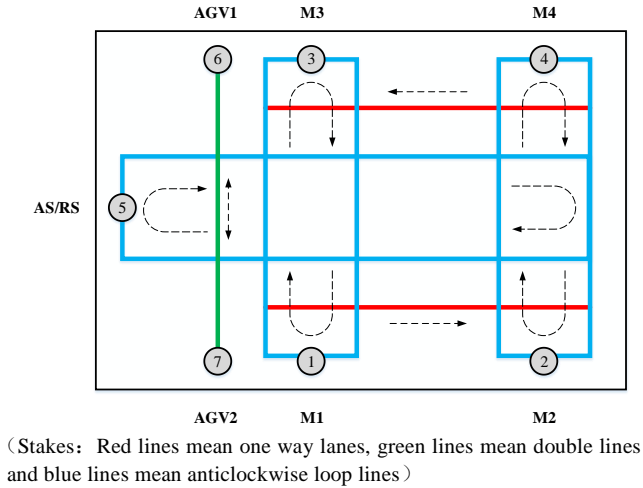 AGV1 M3 M4
6 3 4
AS/RS 5
7 1 2
AGV2 M1 M2
（Stakes：Red lines mean one way lanes, green lines mean double lines
and blue lines mean anticlockwise loop lines）